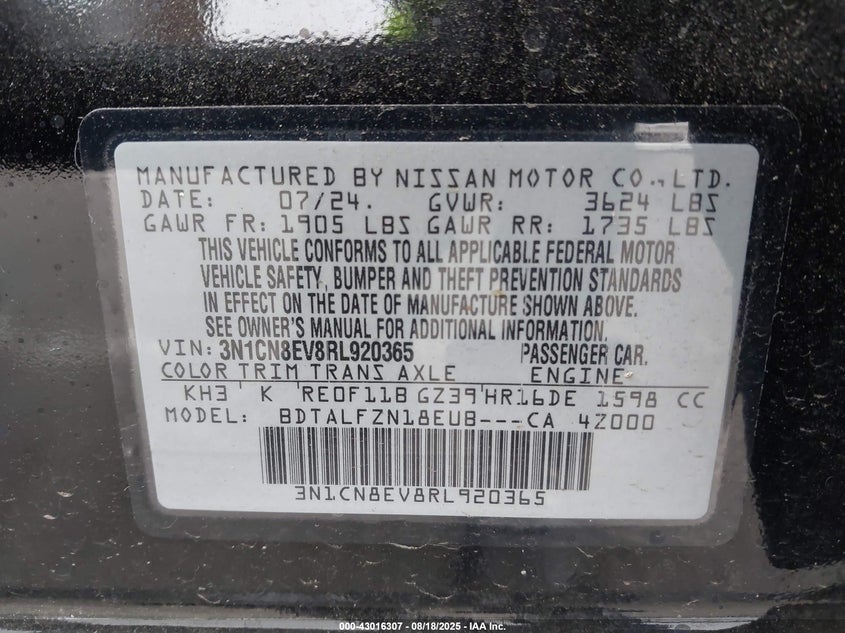 MANUFACTURED BY NISSAN MOTOR CO., LTD.
DATE: 07/24. GVWR: 3624 LBS
GAWR FR: 1905 LBS GAWR RR: 1735 LBS
THIS VEHICLE CONFORMS TO ALL APPLICABLE FEDERAL MOTOR
VEHICLE SAFETY, BUMPER AND THEFT PREVENTION STANDARDS
IN EFFECT ON THE DATE OF MANUFACTURE SHOWN ABOVE.
SEE OWNER'S MANUAL FOR ADDITIONAL INFORMATION.
VIN: 3N1CN8EV8RL920365 PASSENGER CAR.
COLOR TRIM TRANS AXLE ENGINE
KH3 K RE0F11B GZ39 HR16DE 1598 CC
MODEL: BDTALFZN18EUB---CA 4Z000
3N1CN8EV8RL920365
000-43016307 - 08/18/2025 - IAA Inc.